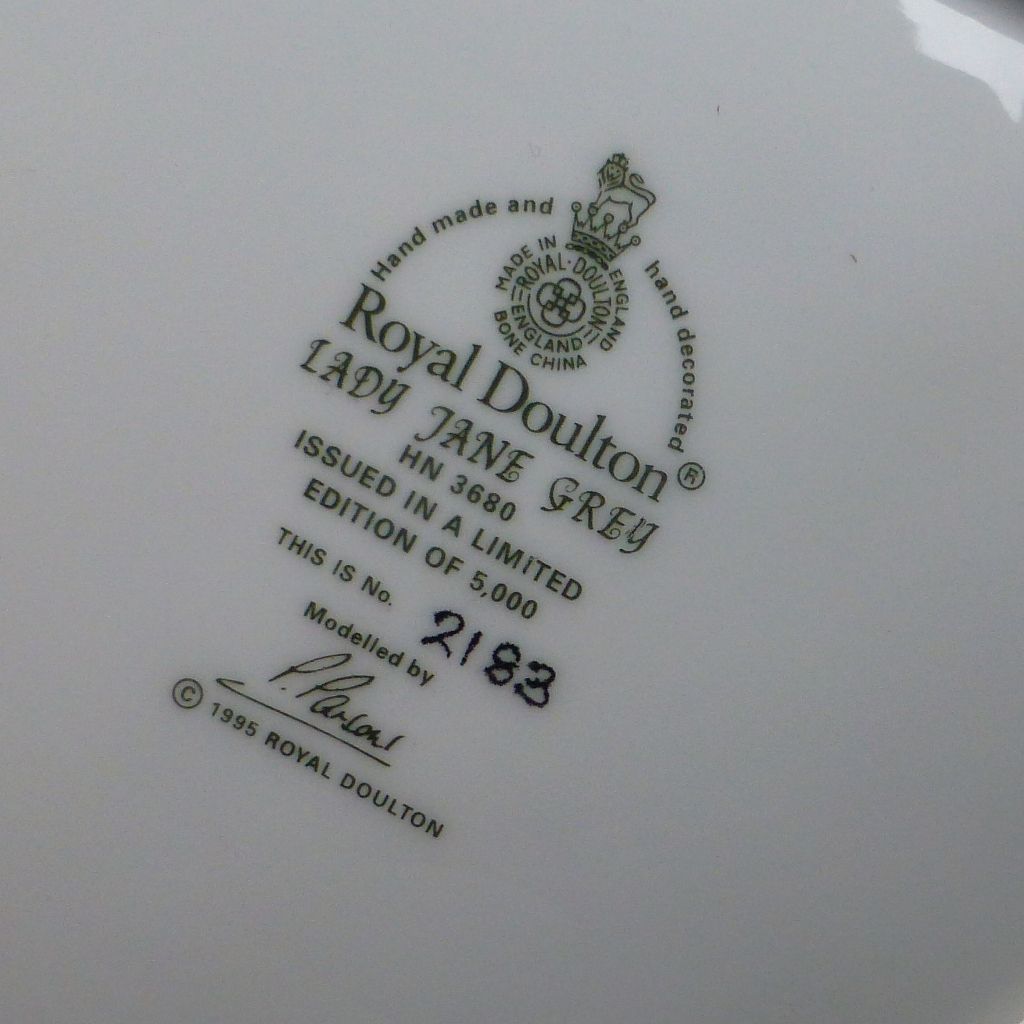 Hand made and hand decorated
MADE IN ENGLAND
ROYAL·DOULTON
ENGLAND
BONE CHINA
Royal Doulton ®
LADY JANE GREY
HN 3680
ISSUED IN A LIMITED
EDITION OF 5,000
THIS IS No. 2183
Modelled by
P. Parsons
© 1995 ROYAL DOULTON